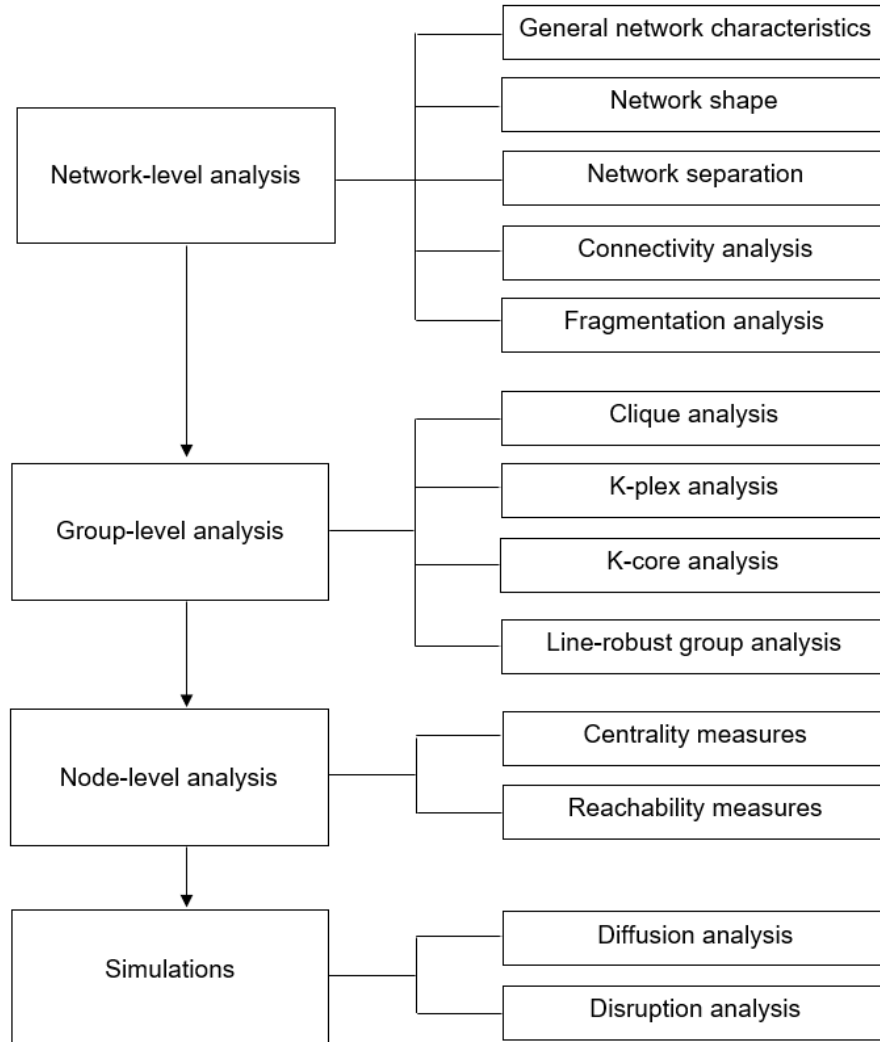 Network-level analysis
General network characteristics
Network shape
Network separation
Connectivity analysis
Fragmentation analysis
Group-level analysis
Clique analysis
K-plex analysis
K-core analysis
Line-robust group analysis
Node-level analysis
Centrality measures
Reachability measures
Simulations
Diffusion analysis
Disruption analysis